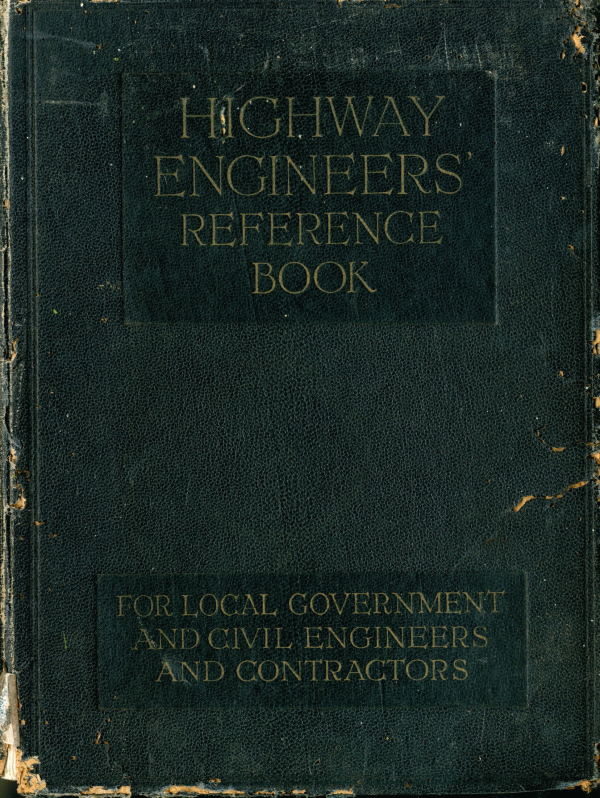 HIGHWAY
ENGINEERS'
REFERENCE
BOOK
FOR LOCAL GOVERNMENT
AND CIVIL ENGINEERS
AND CONTRACTORS